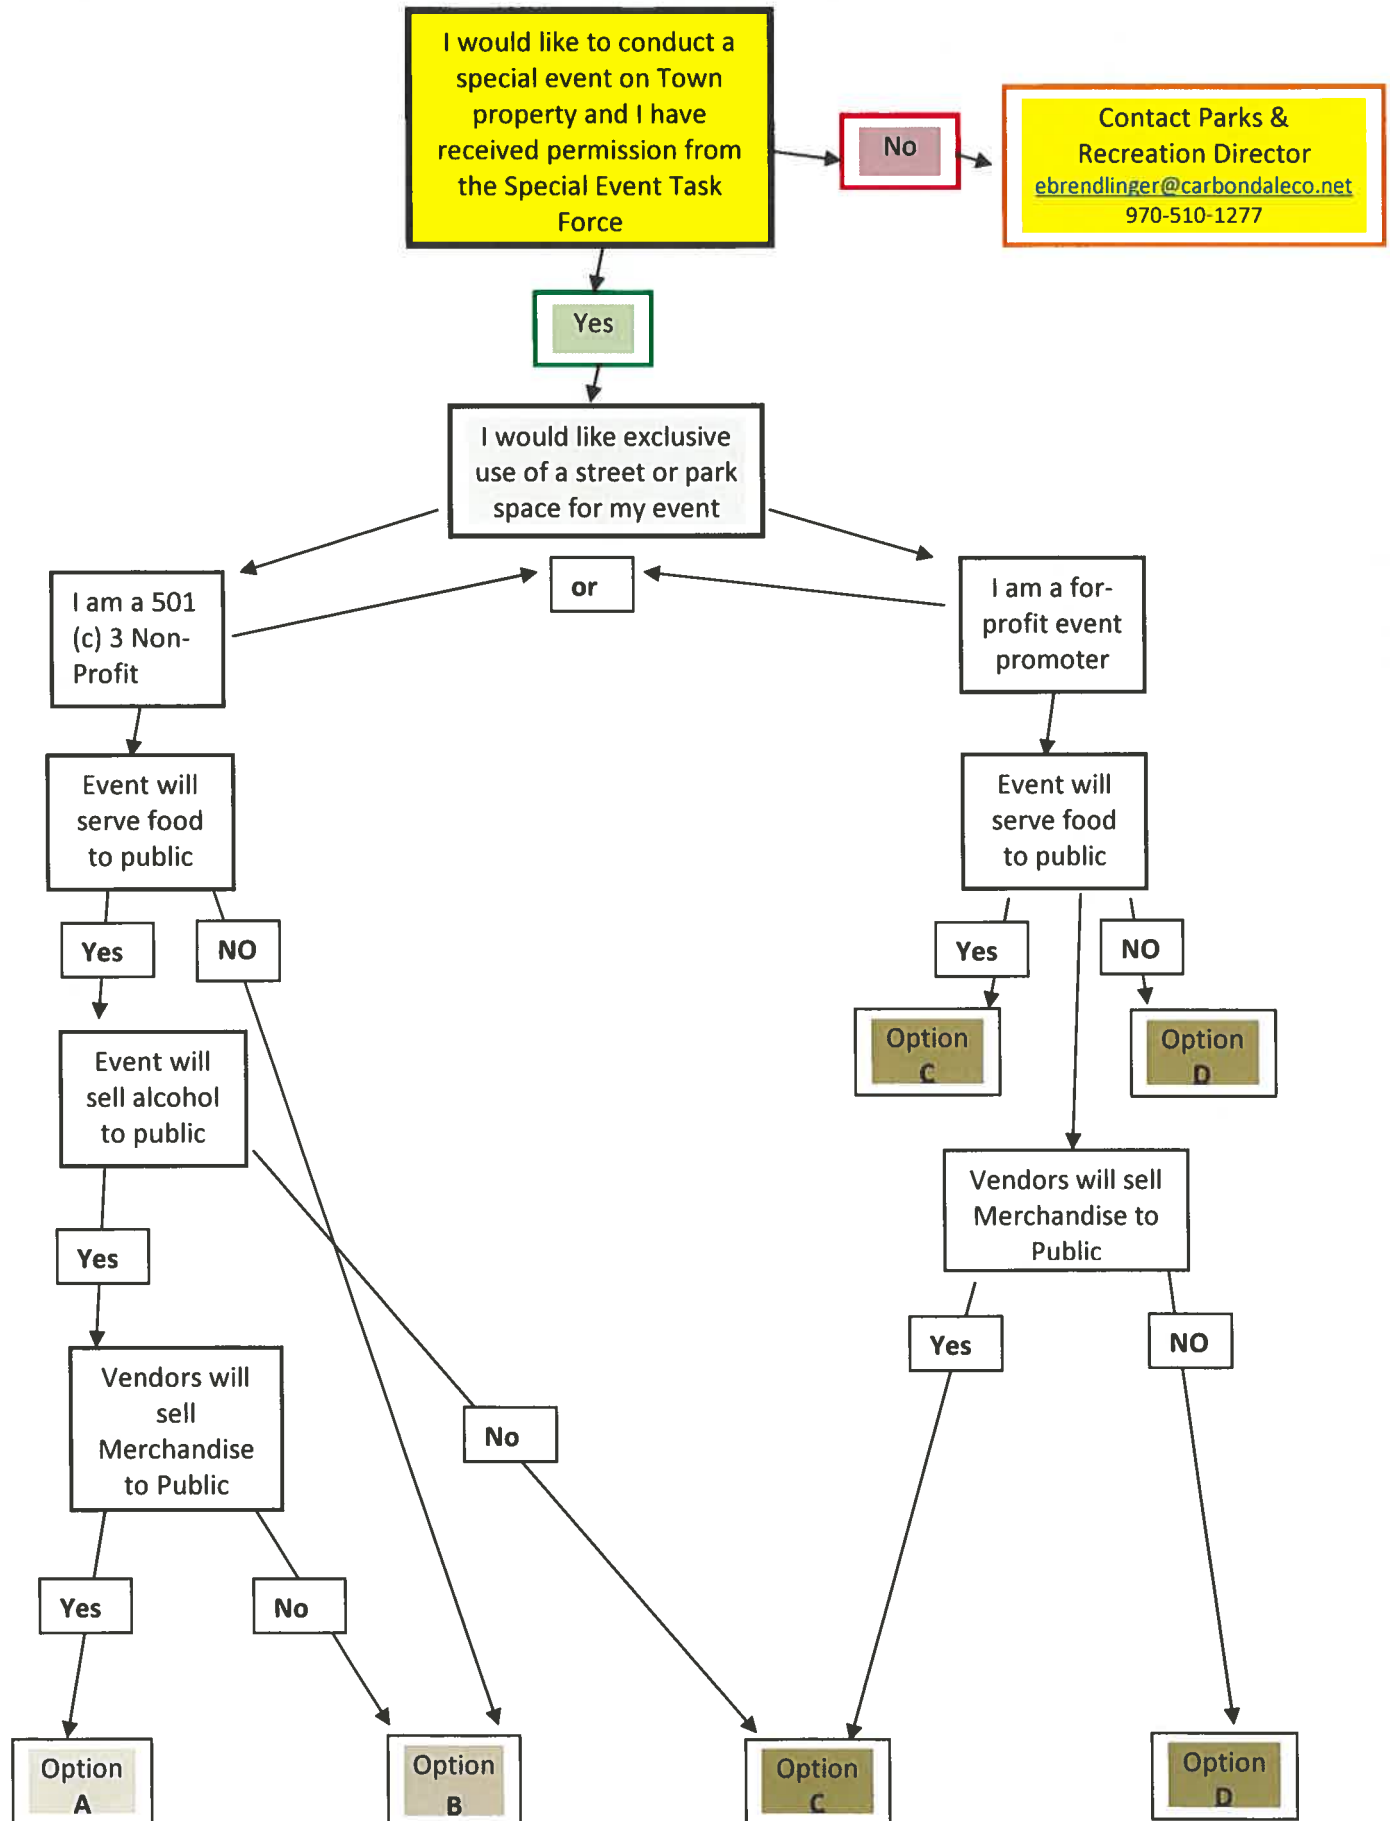 I would like to conduct a
special event on Town
property and I have
received permission from
the Special Event Task
Force
No
Contact Parks &
Recreation Director
ebrendlinger@carbondaleco.net
970-510-1277
Yes
I would like exclusive
use of a street or park
space for my event
or
I am a 501
(c) 3 Non-
Profit
I am a for-
profit event
promoter
Event will
serve food
to public
Event will
serve food
to public
Yes
NO
Yes
NO
Option
C
Option
D
Event will
sell alcohol
to public
Vendors will sell
Merchandise to
Public
Yes
Yes
NO
Vendors will
sell
Merchandise
to Public
No
Yes
No
Option
A
Option
B
Option
C
Option
D